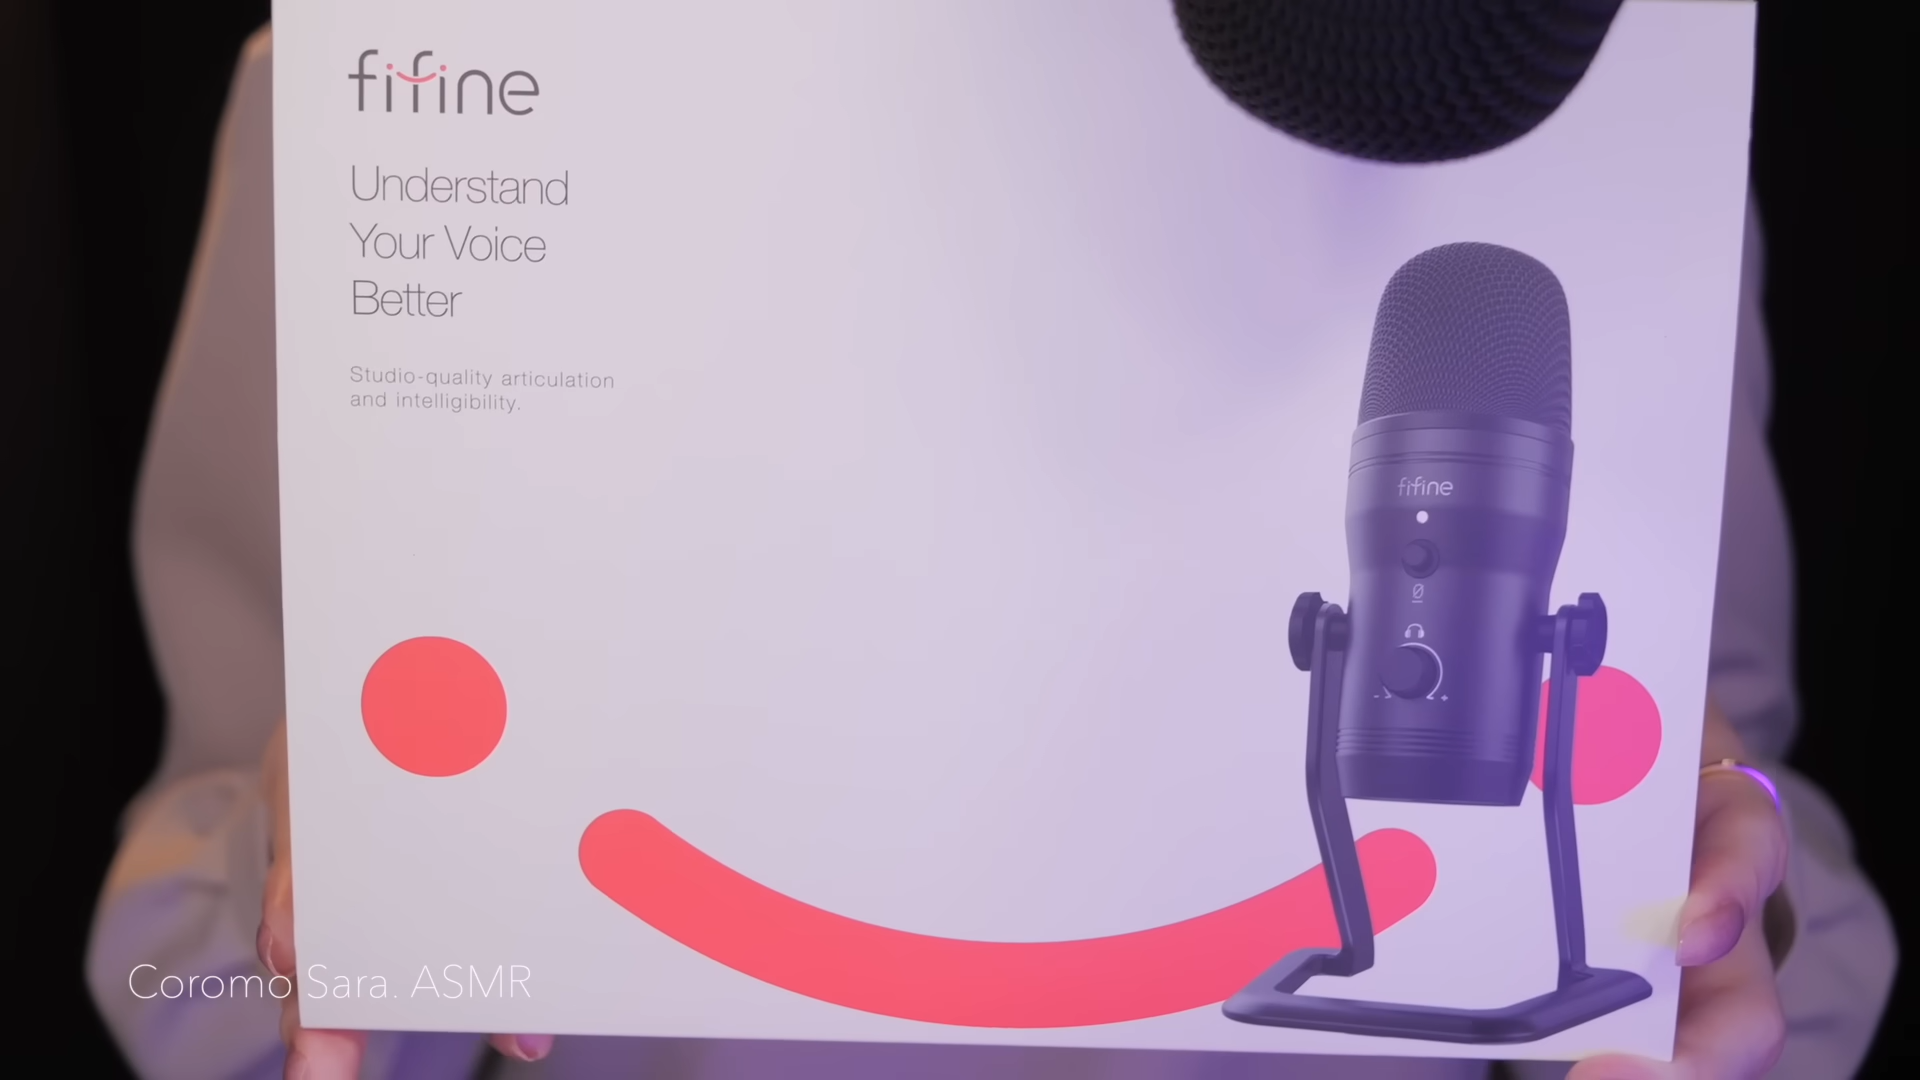 fifine
Understand
Your Voice
Better
Studio-quality articulation
and intelligibility.
fifine
Coromo Sara. ASMR